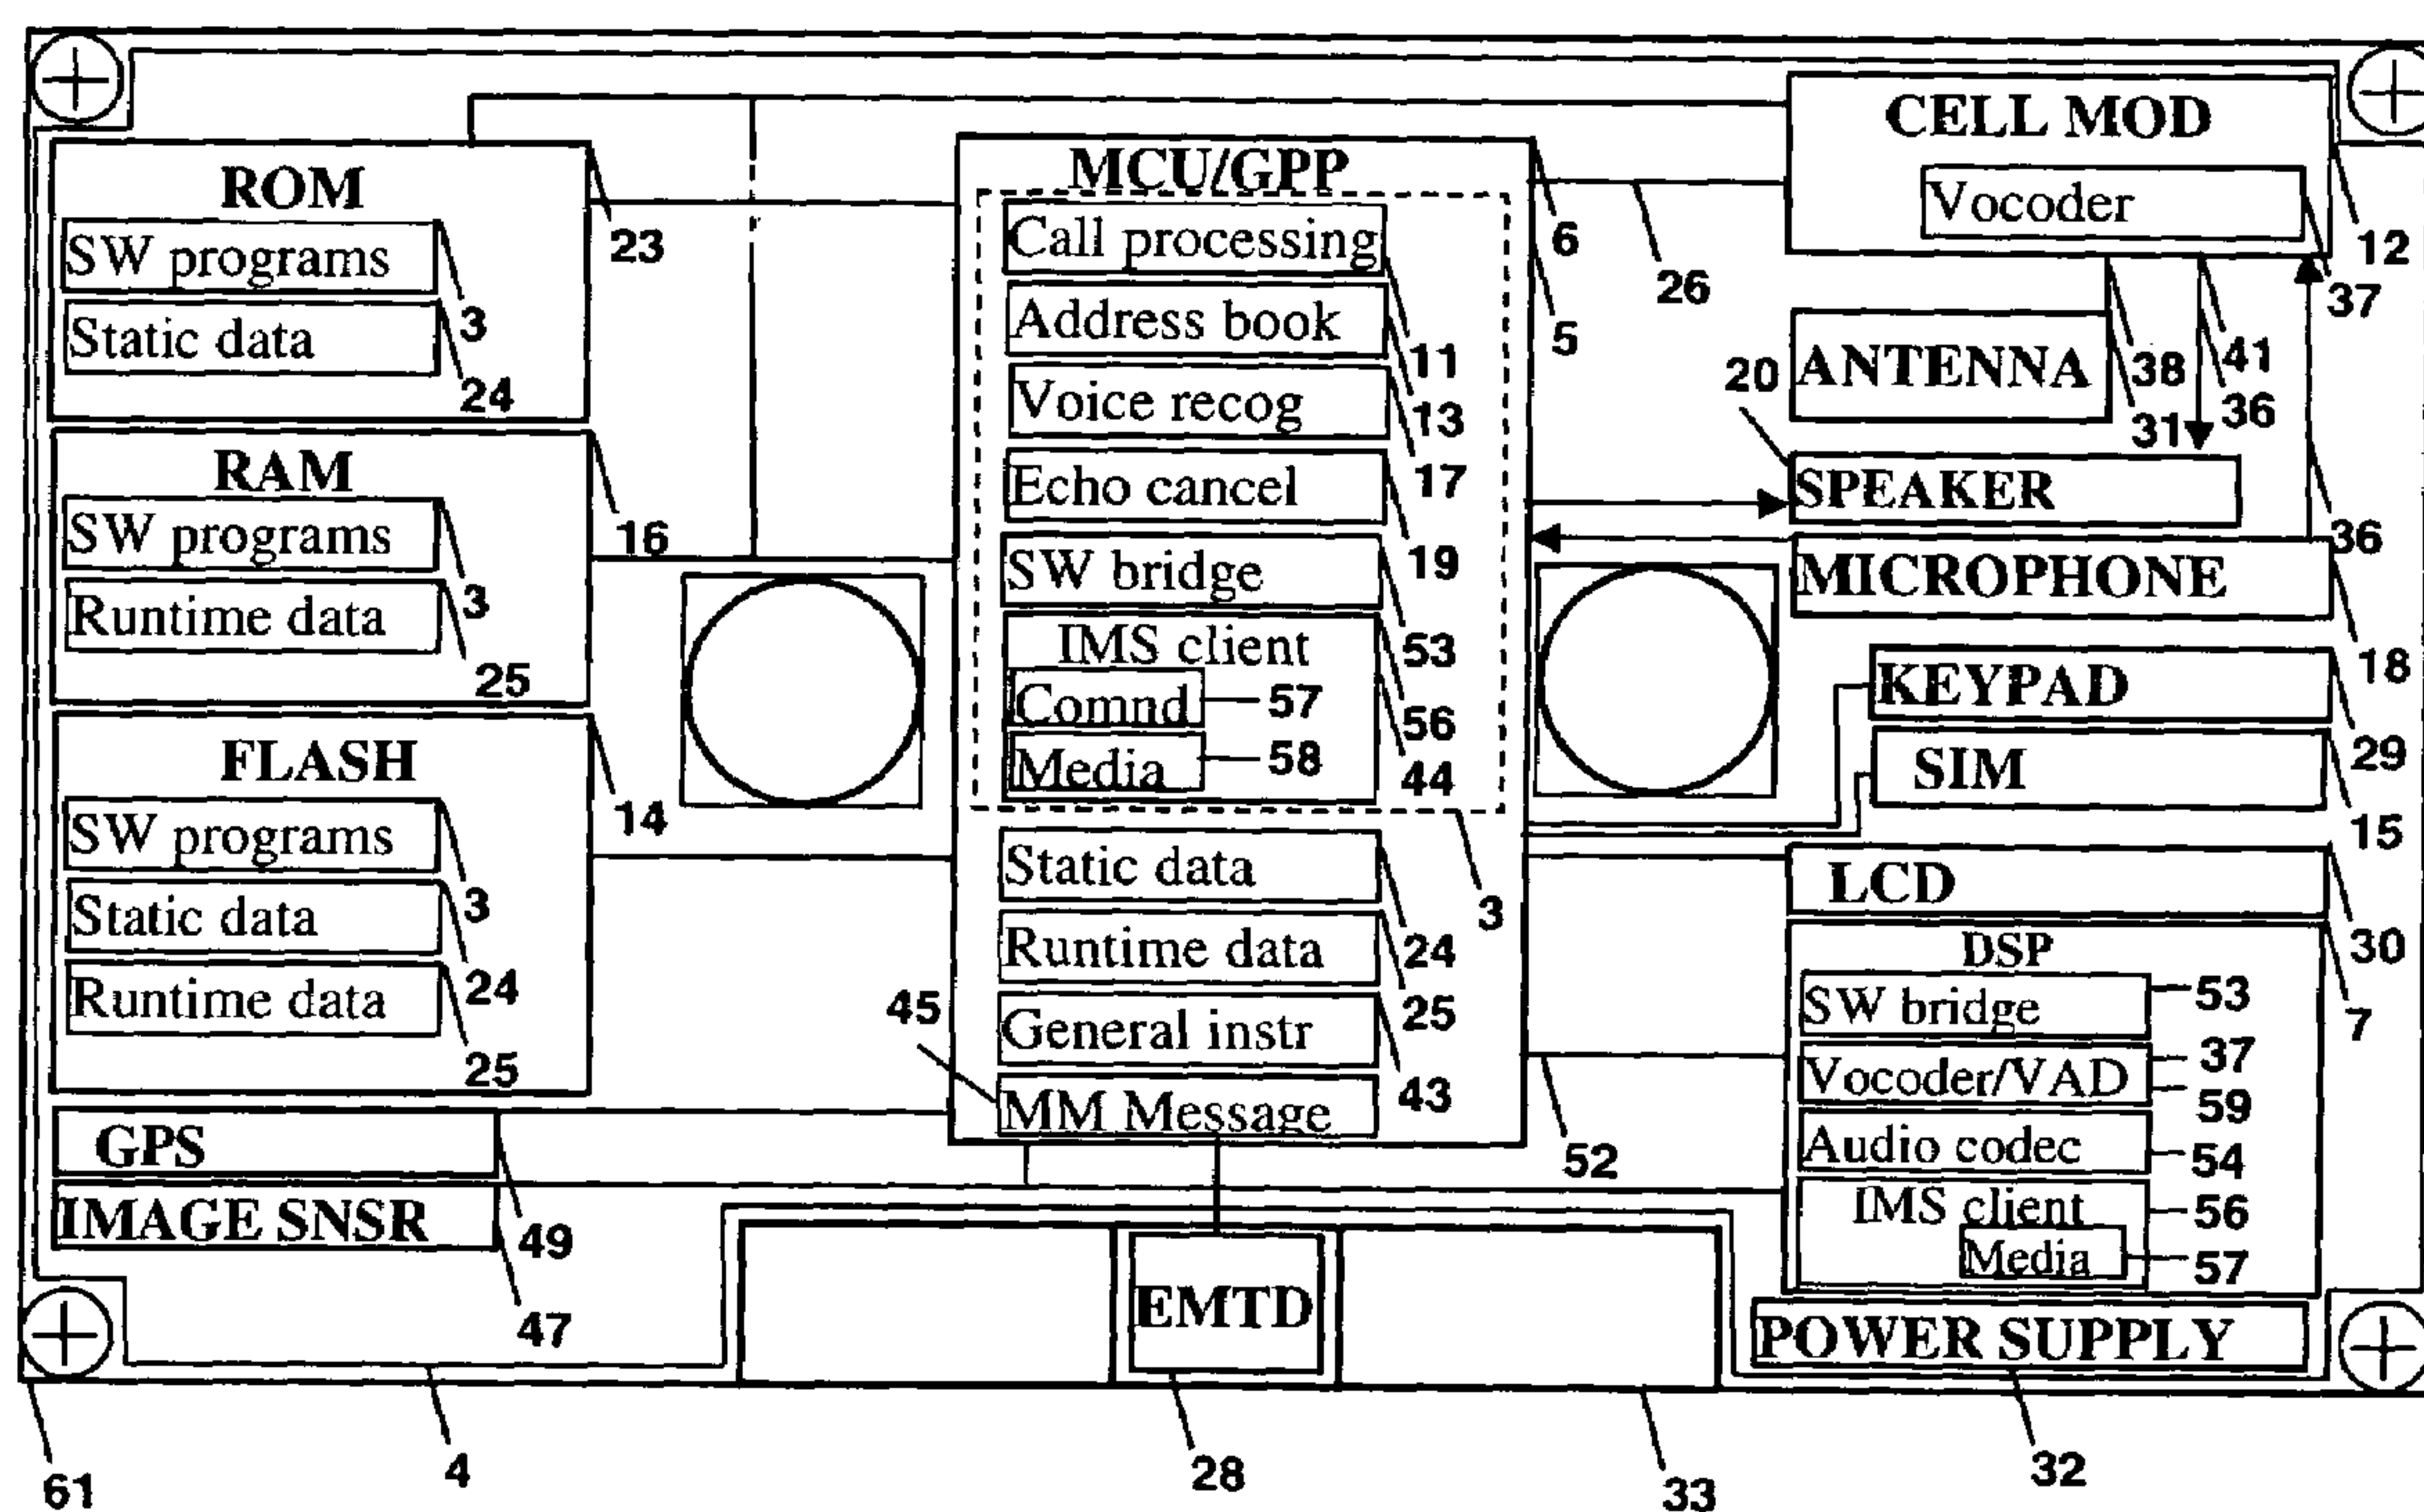 ROM
SW programs
3
Static data
24
23
RAM
SW programs
3
Runtime data
25
16
FLASH
SW programs
3
Static data
24
Runtime data
25
14
GPS
49
IMAGE SNSR
47
MCU/GPP
6
5
Call processing
11
Address book
13
Voice recog
17
Echo cancel
19
SW bridge
53
IMS client
56
44
Comnd
57
Media
58
3
Static data
24
Runtime data
25
General instr
43
45
MM Message
26
CELL MOD
12
Vocoder
37
ANTENNA
38
31
41
36
20
SPEAKER
36
MICROPHONE
18
KEYPAD
29
SIM
15
LCD
30
DSP
7
SW bridge
53
Vocoder/VAD
37
59
Audio codec
54
IMS client
56
Media
57
52
POWER SUPPLY
32
EMTD
28
33
4
61